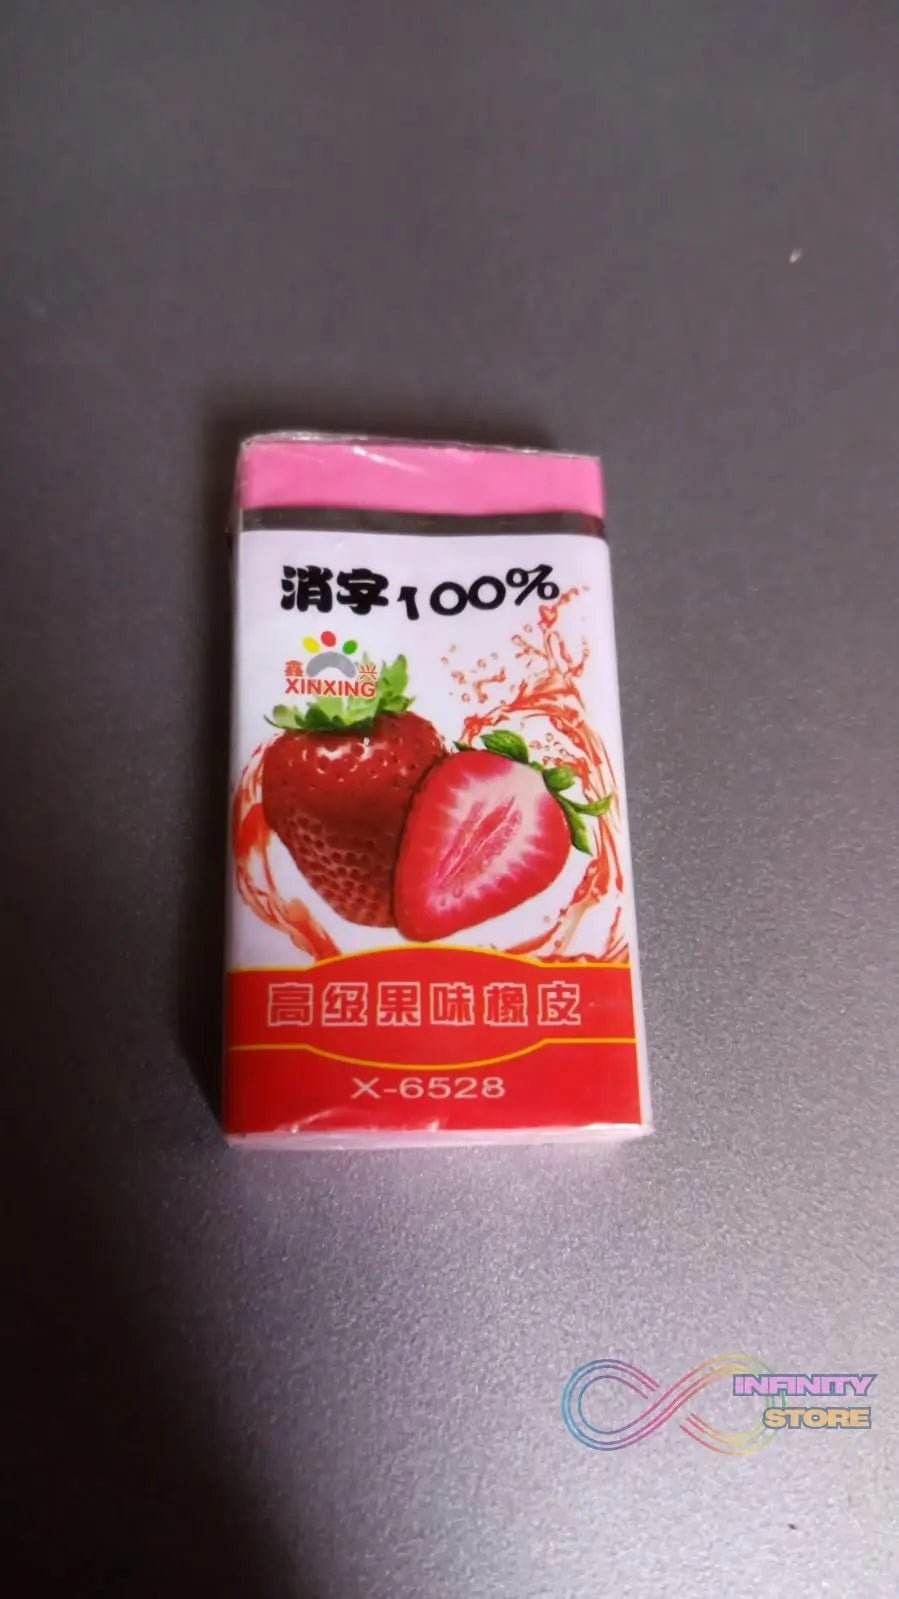 消字100%
鑫 兴
XINXING
高级果味橡皮
X-6528
INFINITY
STORE